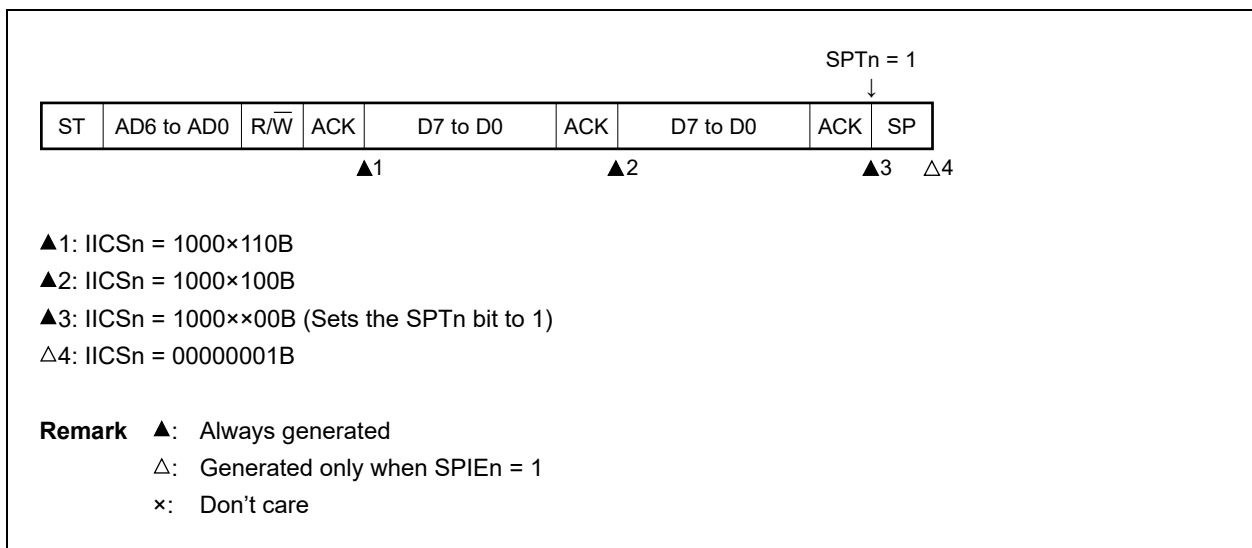 SPTn = 1
↓
ST AD6 to AD0 R/W̅ ACK D7 to D0 ACK D7 to D0 ACK SP
▲1 ▲2 ▲3 △4
▲1: IICSn = 1000×110B
▲2: IICSn = 1000×100B
▲3: IICSn = 1000××00B (Sets the SPTn bit to 1)
△4: IICSn = 00000001B
Remark ▲: Always generated
△: Generated only when SPIEn = 1
×: Don’t care